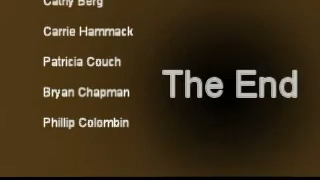 Cathy Berg
Carrie Hammack
Patricia Couch
Bryan Chapman
Phillip Colombin
The End